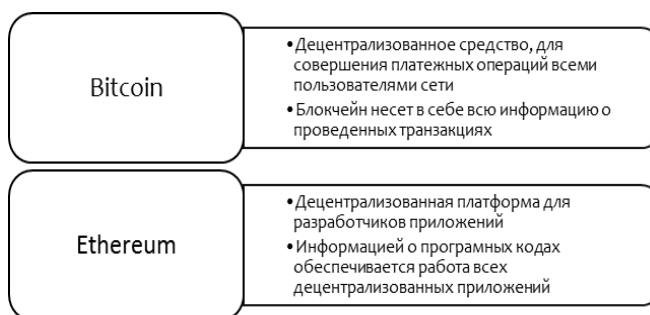 Bitcoin
•Децентрализованное средство, для
совершения платежных операций всеми
пользователями сети
•Блокчейн несет в себе всю информацию о
проведенных транзакциях
Ethereum
•Децентрализованная платформа для
разработчиков приложений
•Информацией о програмных кодах
обеспечивается работа всех
децентрализованных приложений